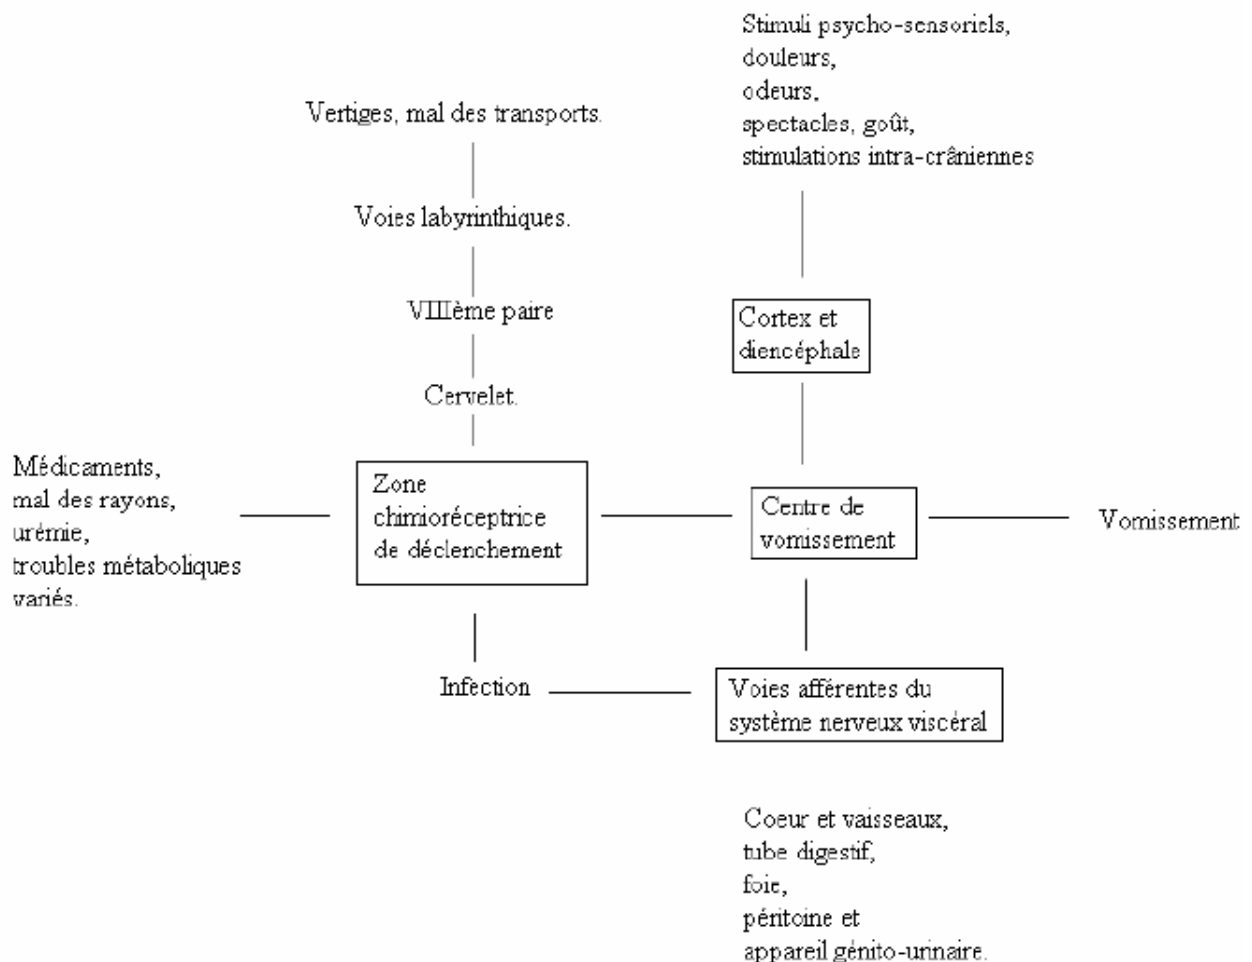 Stimuli psycho-sensoriels,
douleurs,
odeurs,
spectacles, goût,
stimulations intra-crâniennes
Vertiges, mal des transports.
Voies labyrinthiques.
VIIIème paire
Cortex et
diencéphale
Cervelet.
Médicaments,
mal des rayons,
urémie,
troubles métaboliques
variés.
Zone
chimioréceptrice
de déclenchement
Centre de
vomissement
Vomissement
Infection
Voies afférentes du
système nerveux viscéral
Coeur et vaisseaux,
tube digestif,
foie,
péritoine et
appareil génito-urinaire.